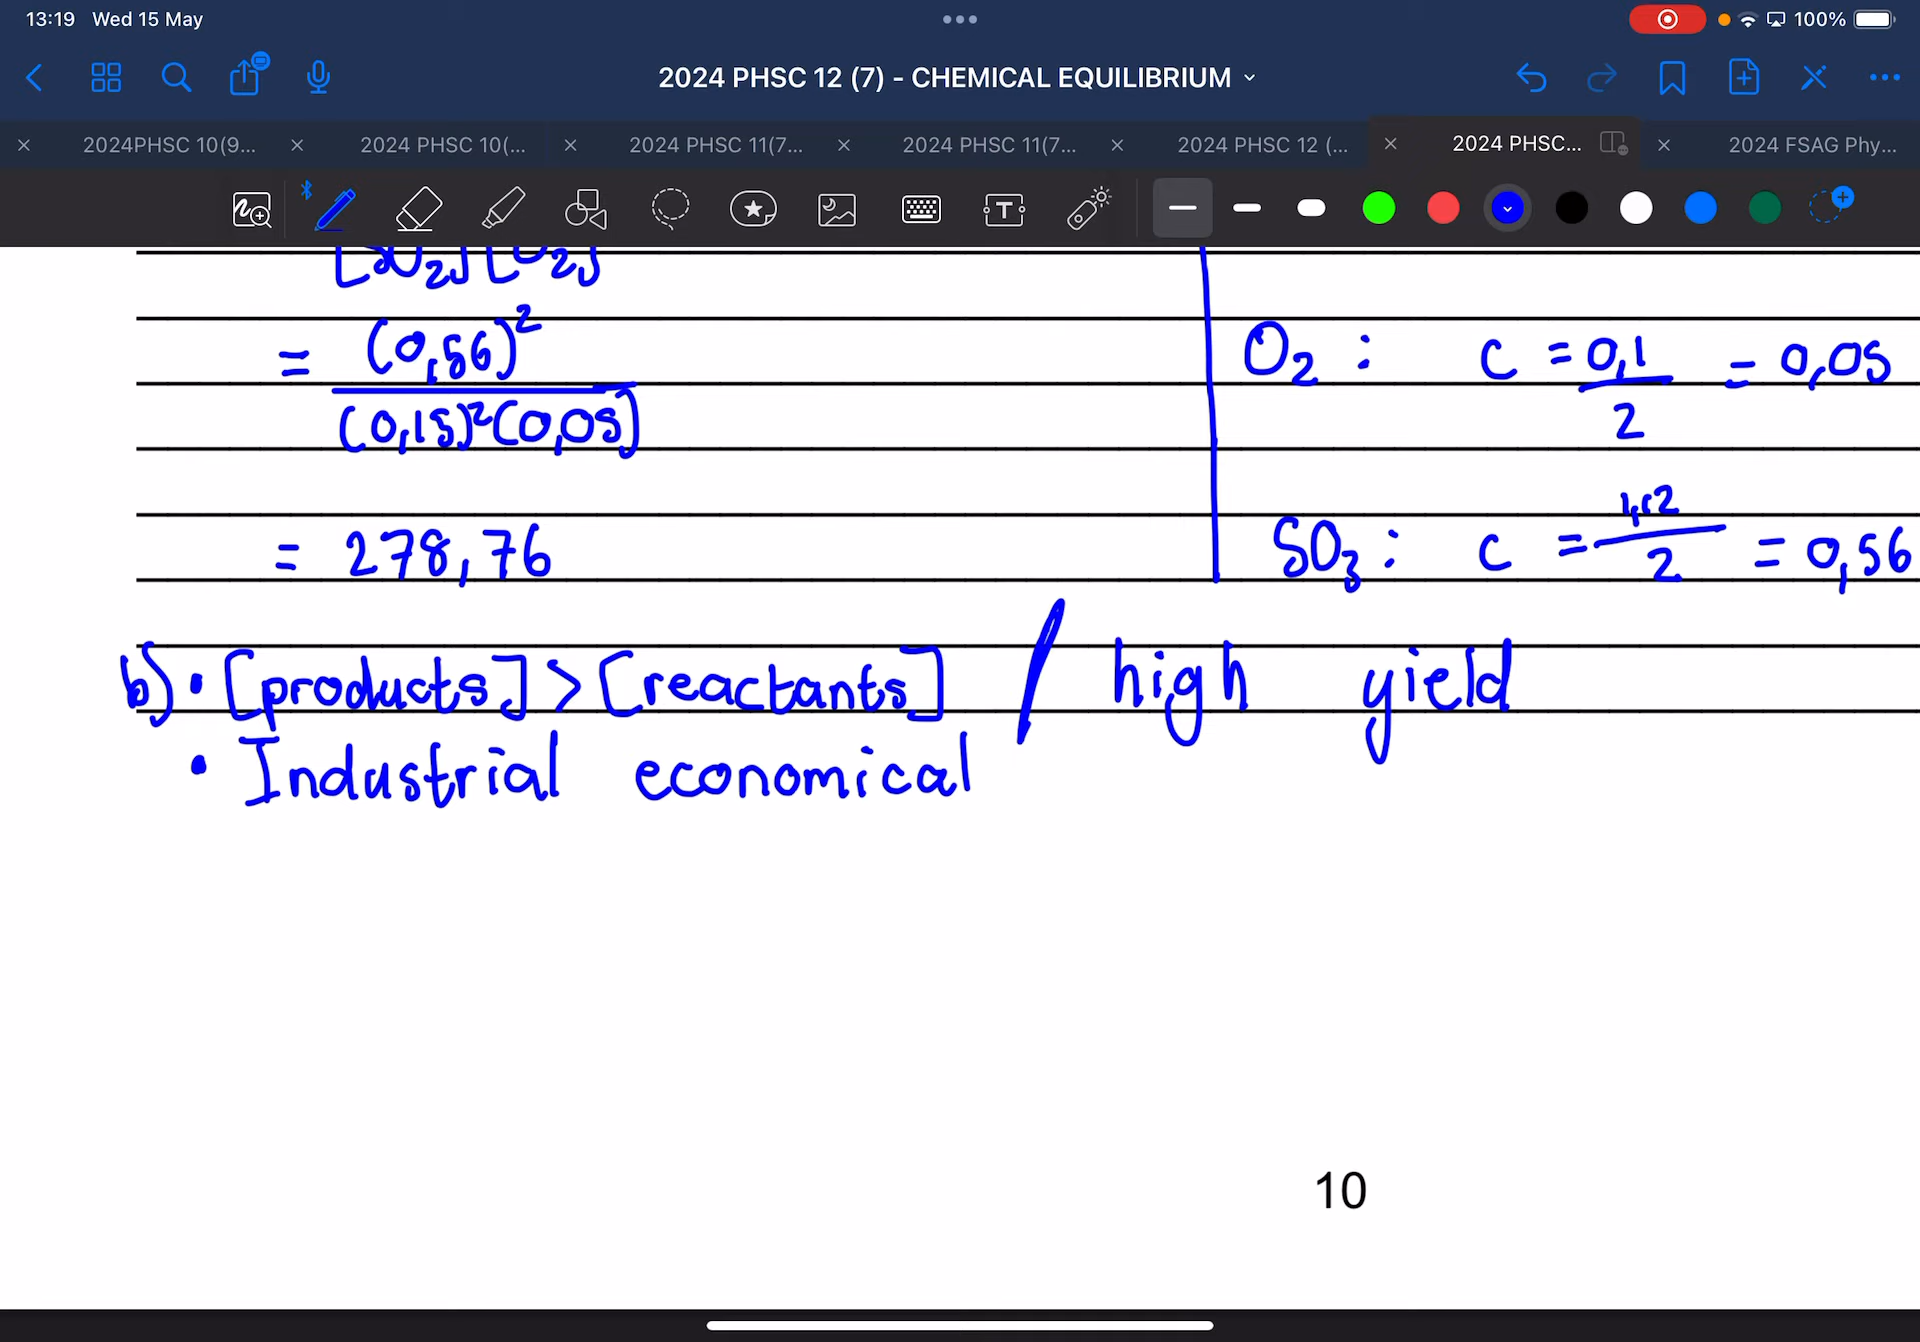 13:19 Wed 15 May
100%
2024 PHSC 12 (7) - CHEMICAL EQUILIBRIUM
2024PHSC 10(9... 2024 PHSC 10(... 2024 PHSC 11(7... 2024 PHSC 11(7... 2024 PHSC 12 (... 2024 PHSC... 2024 FSAG Phy...
[SO₂][O₂]
= (0,56)²
(0,15)²(0,05)
= 278,76
O₂ : C = 0,1 / 2 = 0,05
SO₃ : C = 1,12 / 2 = 0,56
b) • [products] > [reactants] / high yield
• Industrial economical
10